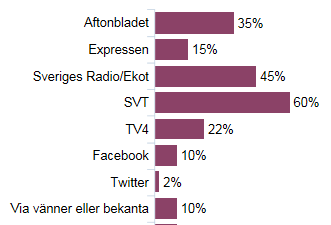 Aftonbladet 35%
Expressen 15%
Sveriges Radio/Ekot 45%
SVT 60%
TV4 22%
Facebook 10%
Twitter 2%
Via vänner eller bekanta 10%